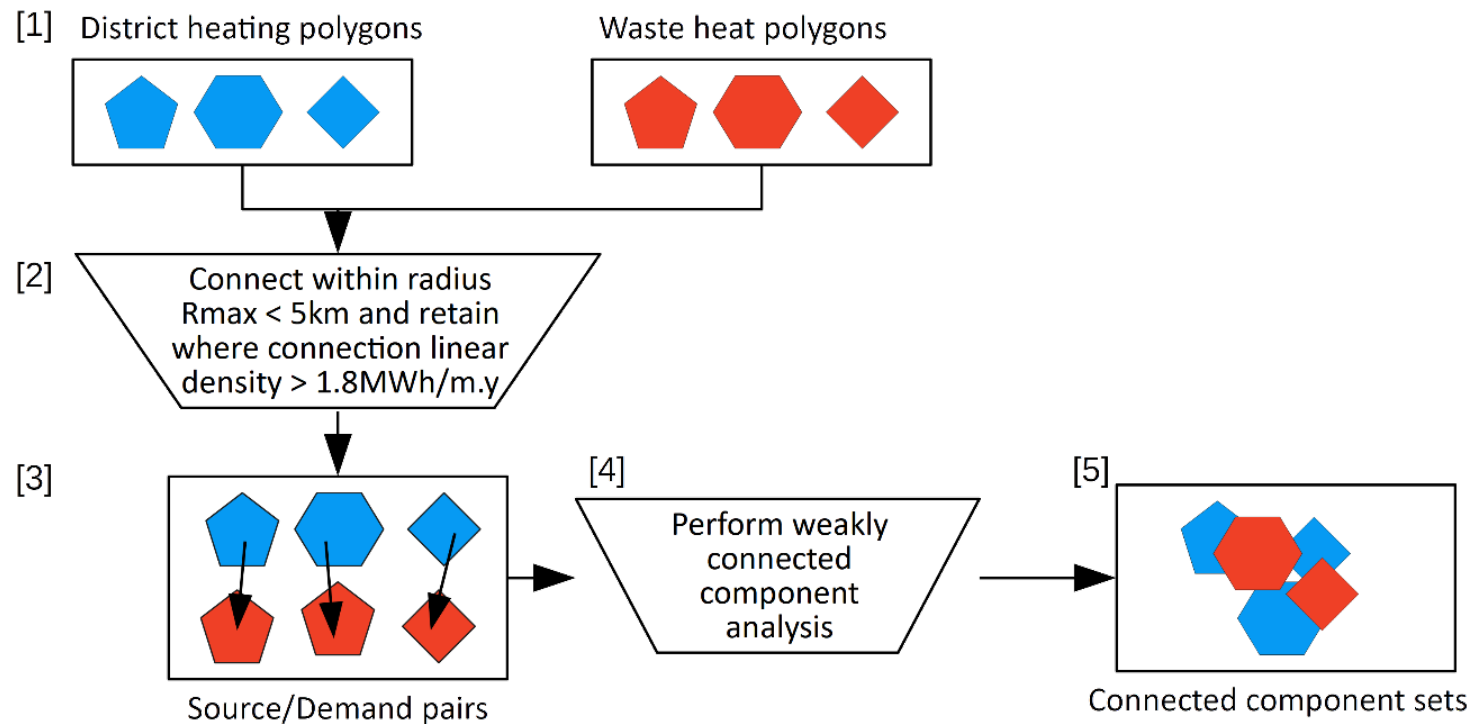 [1] District heating polygons
Waste heat polygons
[2]
Connect within radius
Rmax < 5km and retain
where connection linear
density > 1.8MWh/m.y
[3]
Source/Demand pairs
[4]
Perform weakly
connected
component
analysis
[5]
Connected component sets